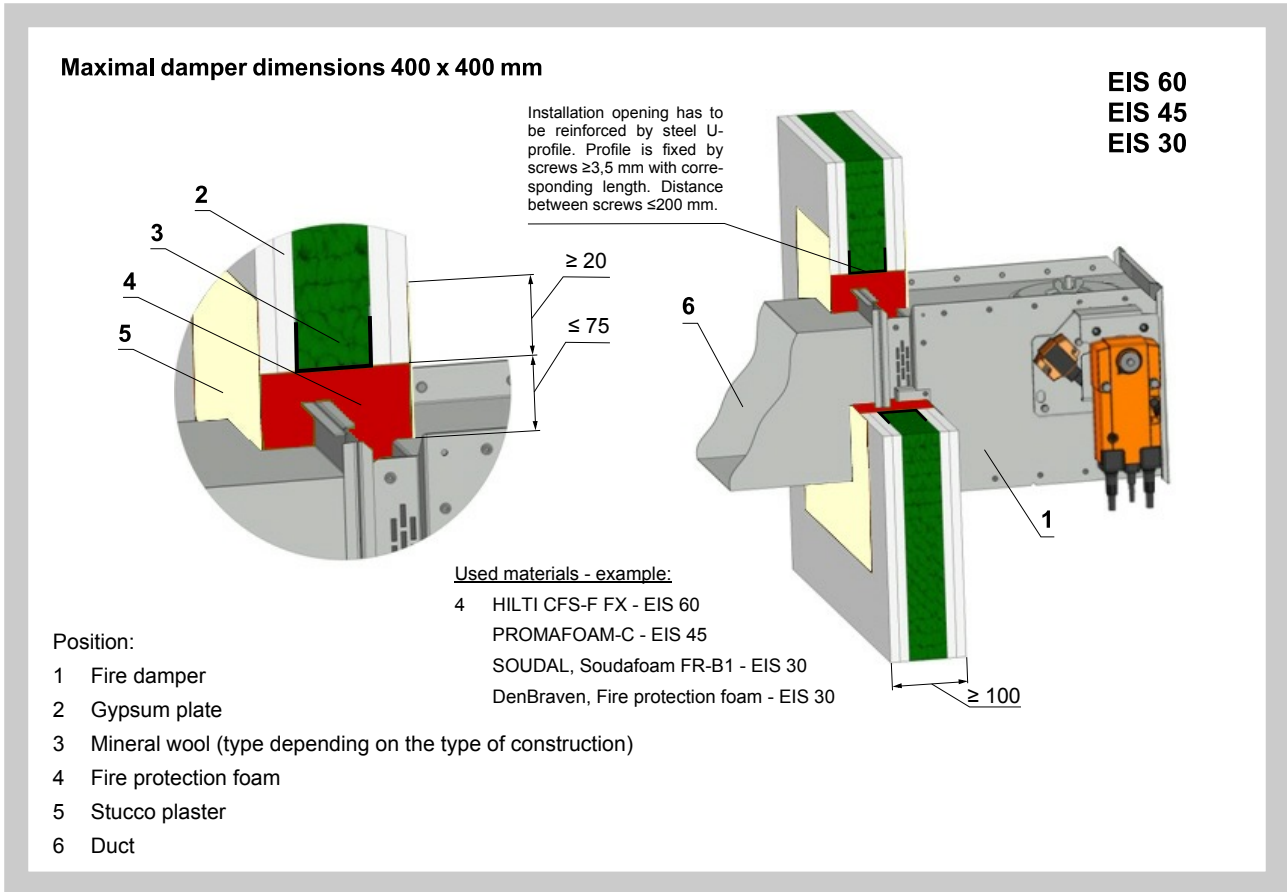 Maximal damper dimensions 400 x 400 mm
EIS 60
EIS 45
EIS 30
Installation opening has to
be reinforced by steel U-
profile. Profile is fixed by
screws ≥3,5 mm with corre-
sponding length. Distance
between screws ≤200 mm.
2
3
4
5
≥ 20
≤ 75
6
1
≥ 100
Used materials - example:
4 HILTI CFS-F FX - EIS 60
PROMAFOAM-C - EIS 45
SOUDAL, Soudafoam FR-B1 - EIS 30
DenBraven, Fire protection foam - EIS 30
Position:
1 Fire damper
2 Gypsum plate
3 Mineral wool (type depending on the type of construction)
4 Fire protection foam
5 Stucco plaster
6 Duct